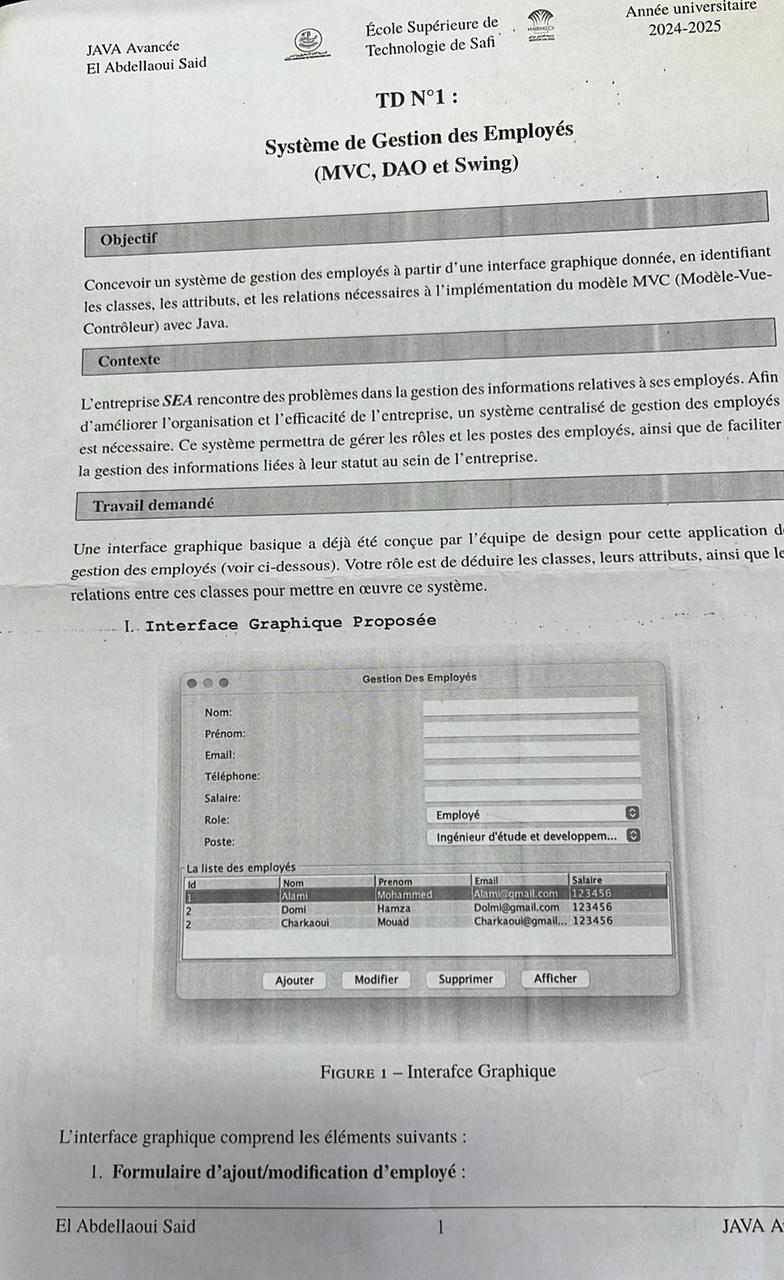 JAVA Avancée
El Abdellaoui Said
École Supérieure de
Technologie de Safi
Année universitaire
2024-2025
TD N°1 :
Système de Gestion des Employés
(MVC, DAO et Swing)
Objectif
Concevoir un système de gestion des employés à partir d'une interface graphique donnée, en identifiant
les classes, les attributs, et les relations nécessaires à l'implémentation du modèle MVC (Modèle-Vue-
Contrôleur) avec Java.
Contexte
L'entreprise SEA rencontre des problèmes dans la gestion des informations relatives à ses employés. Afin
d'améliorer l'organisation et l'efficacité de l'entreprise, un système centralisé de gestion des employés
est nécessaire. Ce système permettra de gérer les rôles et les postes des employés, ainsi que de faciliter
la gestion des informations liées à leur statut au sein de l'entreprise.
Travail demandé
Une interface graphique basique a déjà été conçue par l'équipe de design pour cette application d
gestion des employés (voir ci-dessous). Votre rôle est de déduire les classes, leurs attributs, ainsi que le
relations entre ces classes pour mettre en œuvre ce système.
I. Interface Graphique Proposée
Gestion Des Employés
Nom:
Prénom:
Email:
Téléphone:
Salaire:
Role: Employé
Poste: Ingénieur d'étude et developpem...
La liste des employés
Id Nom Prenom Email Salaire
1 Alami Mohammed Alami@gmail.com 123456
2 Domi Hamza Dolmi@gmail.com 123456
2 Charkaoui Mouad Charkaoui@gmail... 123456
Ajouter Modifier Supprimer Afficher
FIGURE 1 – Interafce Graphique
L'interface graphique comprend les éléments suivants :
1. Formulaire d'ajout/modification d'employé :
El Abdellaoui Said 1 JAVA A